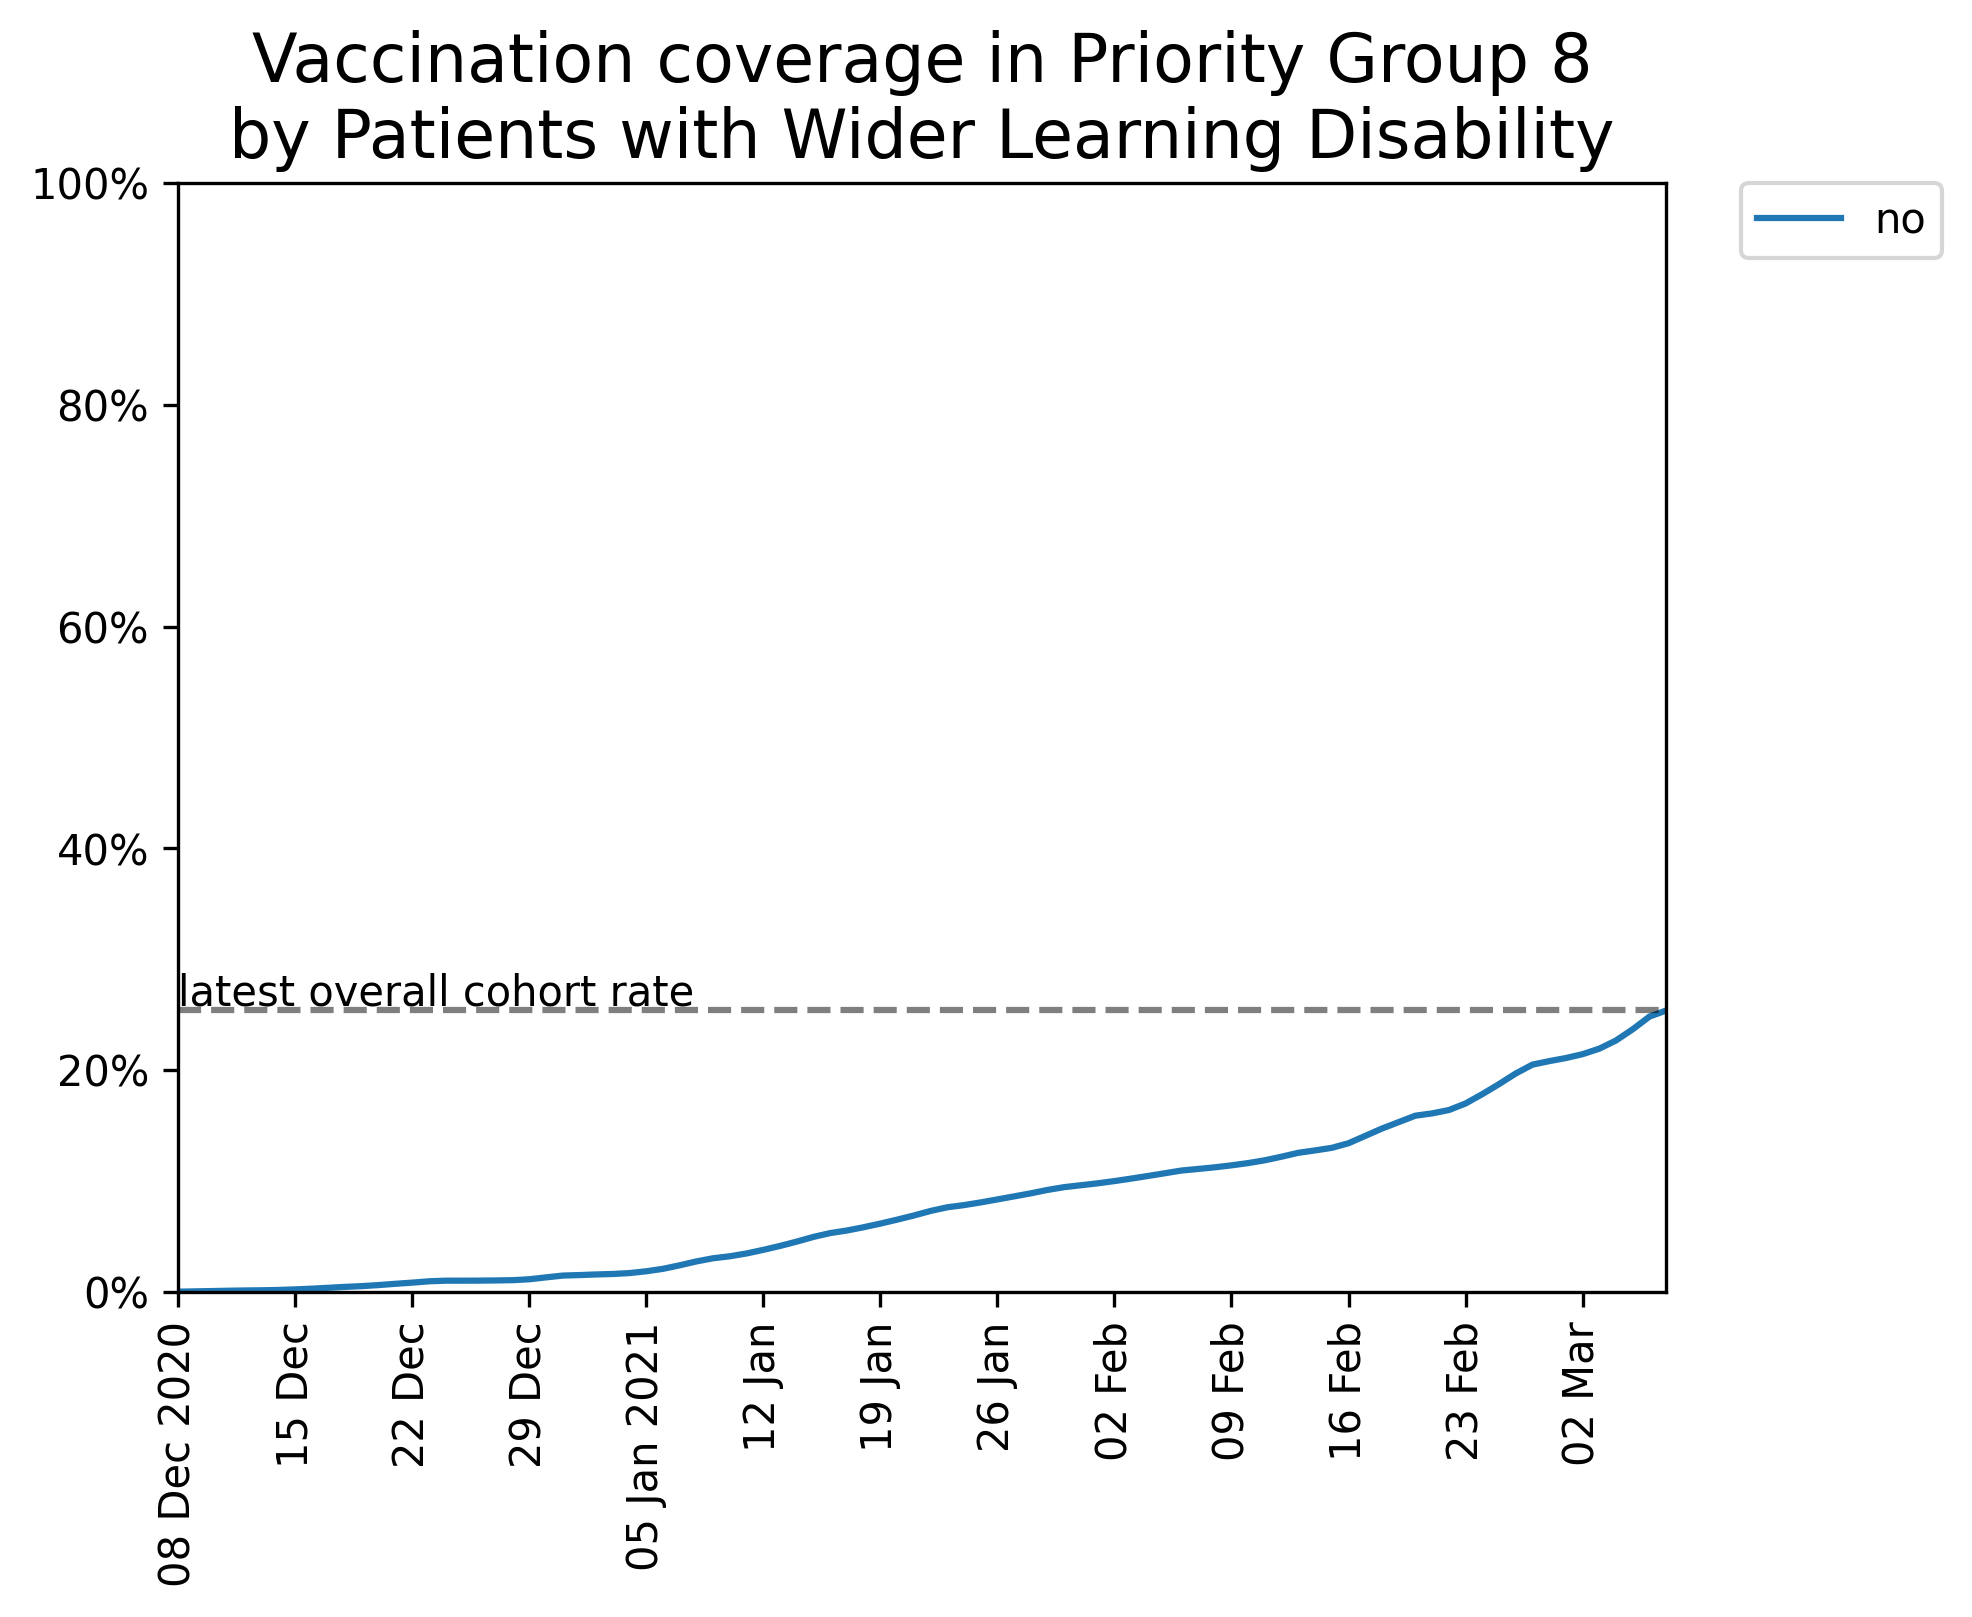 Vaccination coverage in Priority Group 8
by Patients with Wider Learning Disability
100%
80%
60%
40%
20%
0%
no
latest overall cohort rate
08 Dec 2020
15 Dec
22 Dec
29 Dec
05 Jan 2021
12 Jan
19 Jan
26 Jan
02 Feb
09 Feb
16 Feb
23 Feb
02 Mar